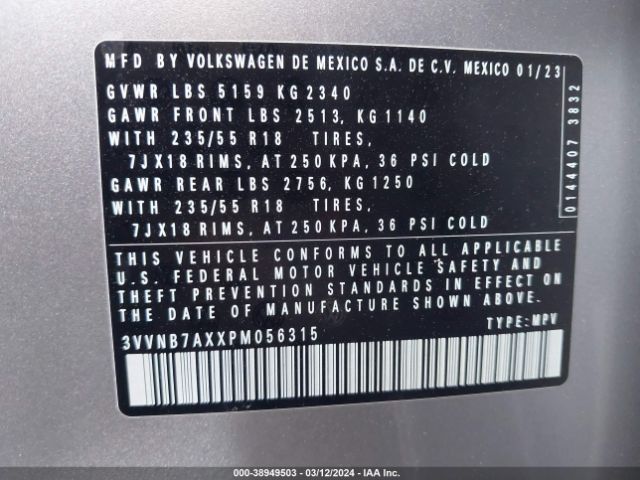 MFD BY VOLKSWAGEN DE MEXICO S.A. DE C.V. MEXICO 01/23
GVWR LBS 5159 KG 2340
GAWR FRONT LBS 2513, KG 1140
WITH 235/55 R18 TIRES,
7JX18 RIMS, AT 250 KPA, 36 PSI COLD
GAWR REAR LBS 2756, KG 1250
WITH 235/55 R18 TIRES,
7JX18 RIMS, AT 250 KPA, 36 PSI COLD
0144407 3832
THIS VEHICLE CONFORMS TO ALL APPLICABLE
U.S. FEDERAL MOTOR VEHICLE SAFETY AND
THEFT PREVENTION STANDARDS IN EFFECT ON
THE DATE OF MANUFACTURE SHOWN ABOVE.
3VVNB7AXXPM056315 TYPE: MPV
000-38949503 - 03/12/2024 - IAA Inc.